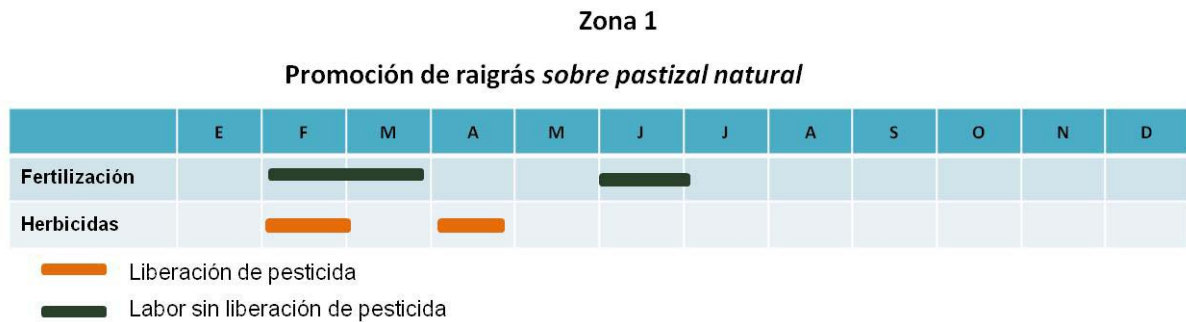 Zona 1
Promoción de raigrás sobre pastizal natural
E F M A M J J A S O N D
Fertilización
Herbicidas
Liberación de pesticida
Labor sin liberación de pesticida